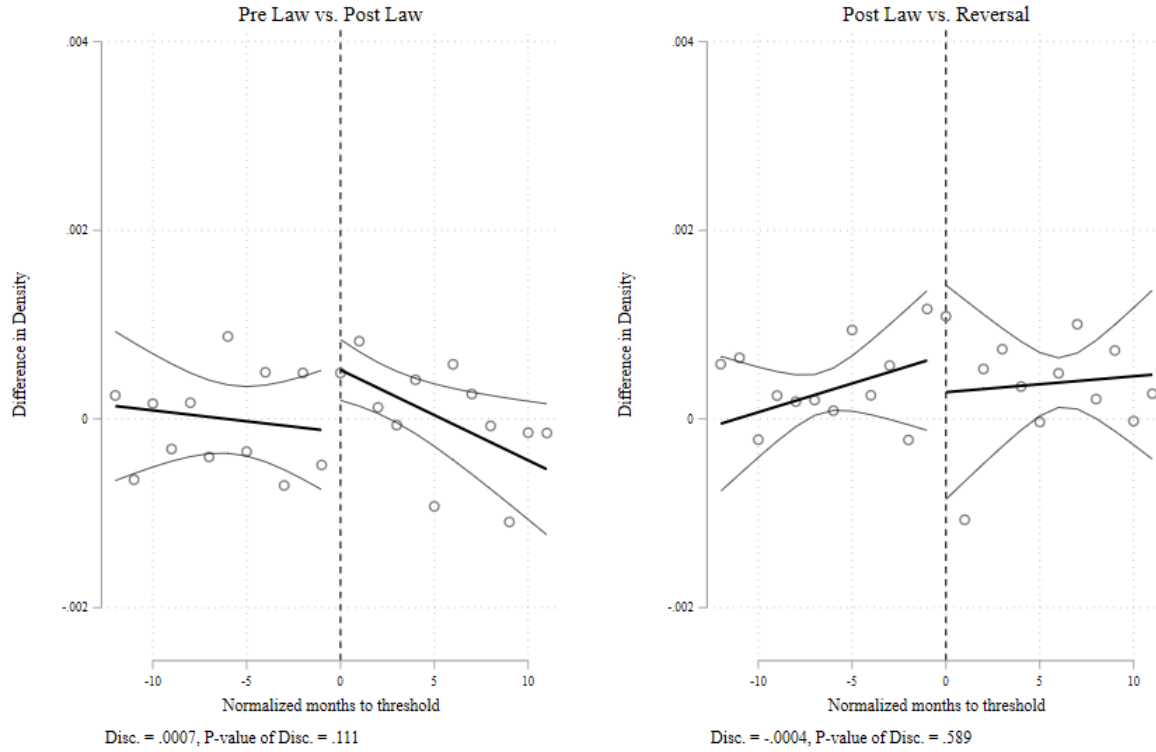 Pre Law vs. Post Law
.004
.002
0
-.002
Difference in Density
-10 -5 0 5 10
Normalized months to threshold
Disc. = .0007, P-value of Disc. = .111
Post Law vs. Reversal
.004
.002
0
-.002
Difference in Density
-10 -5 0 5 10
Normalized months to threshold
Disc. = -.0004, P-value of Disc. = .589